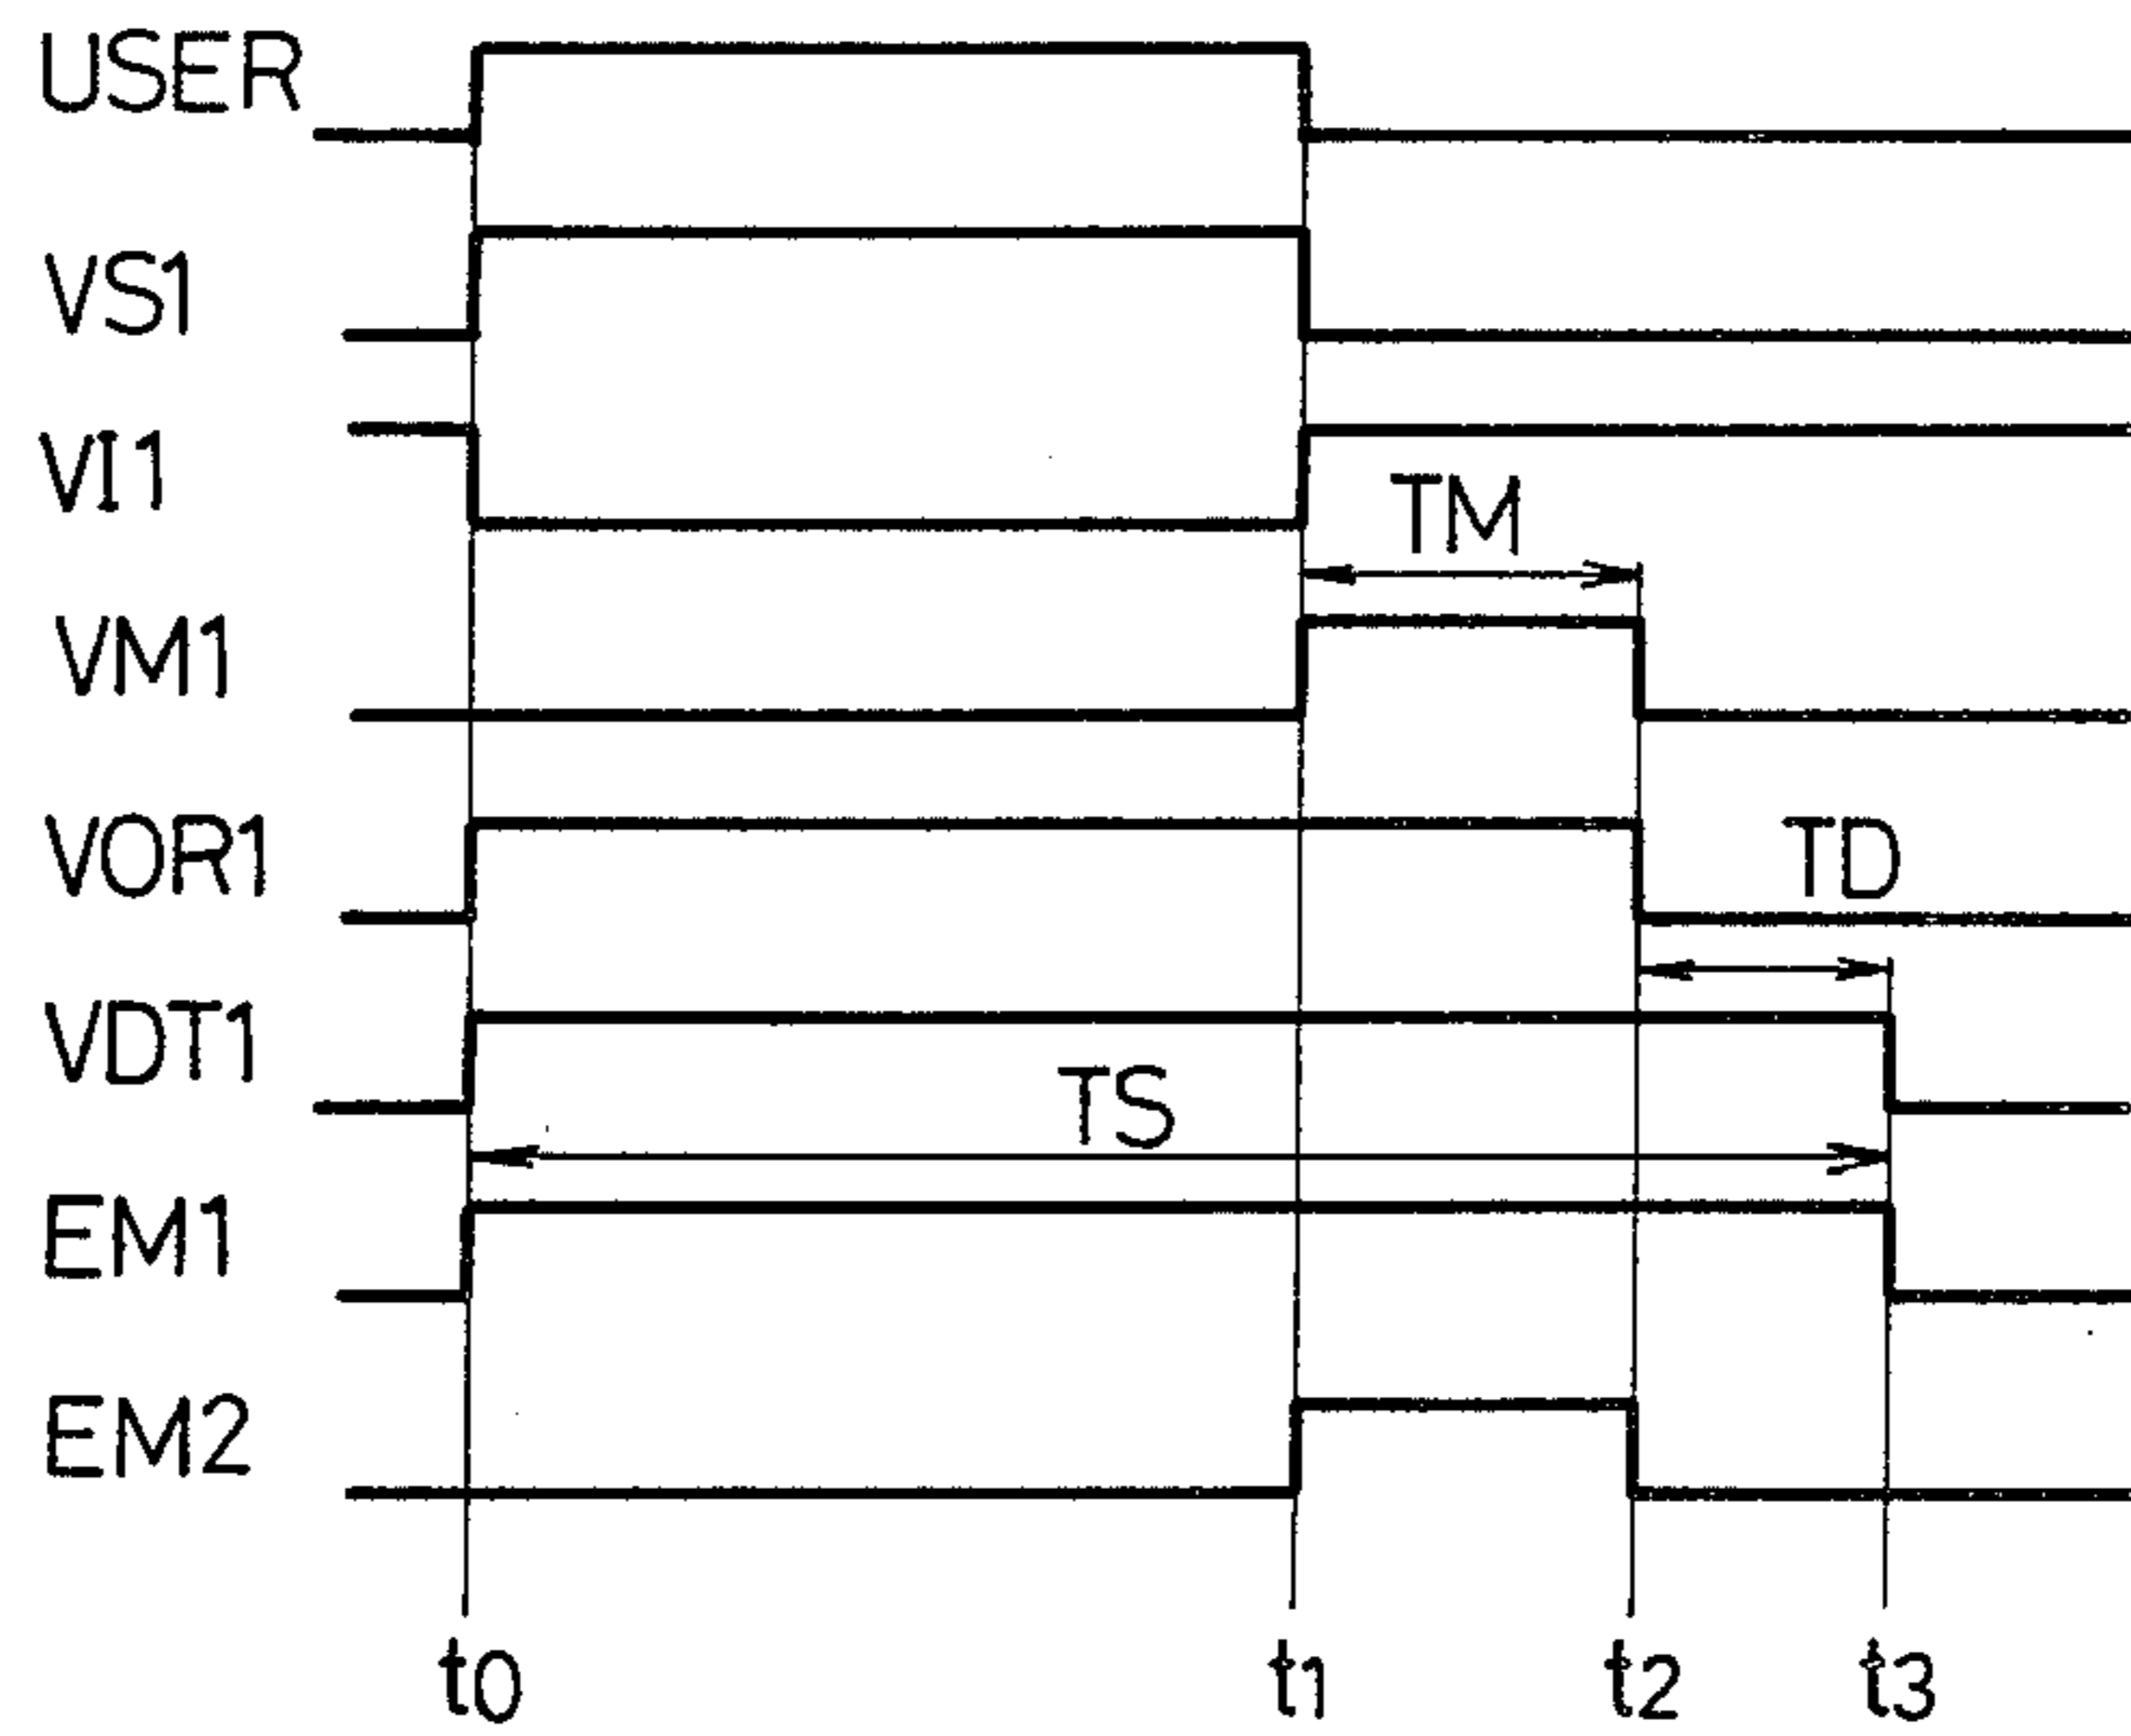 USER
VS1
VI1
TM
VM1
VOR1
TD
VDT1
TS
EM1
EM2
t0 t1 t2 t3